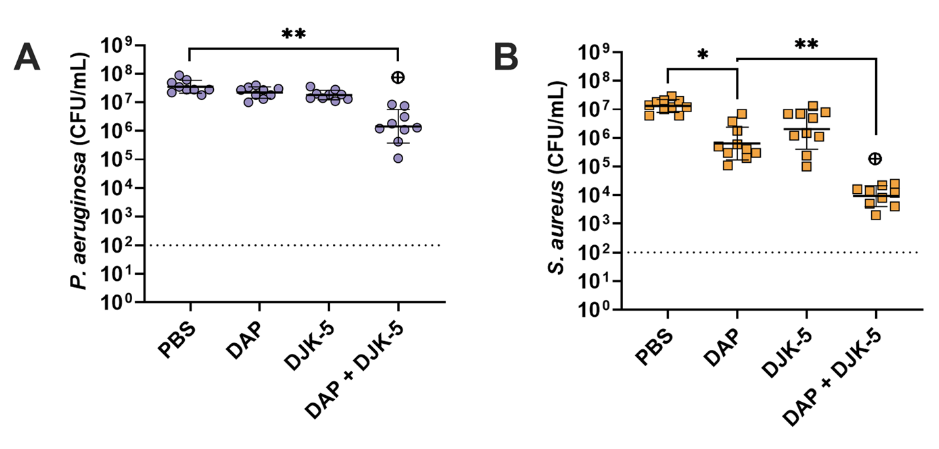 A
B
P. aeruginosa (CFU/mL)
10⁹
10⁸
10⁷
10⁶
10⁵
10⁴
10³
10²
10¹
10⁰
**
⊕
PBS
DAP
DJK-5
DAP + DJK-5
S. aureus (CFU/mL)
10⁹
10⁸
10⁷
10⁶
10⁵
10⁴
10³
10²
10¹
10⁰
*
**
⊕
PBS
DAP
DJK-5
DAP + DJK-5